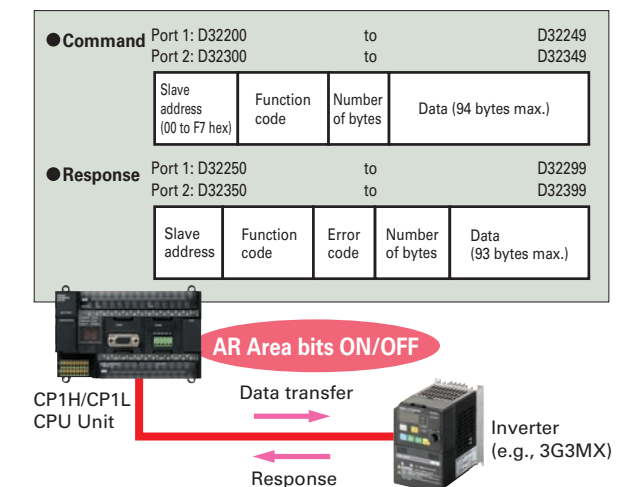 ●Command Port 1: D32200 to D32249
Port 2: D32300 to D32349
Slave address (00 to F7 hex)
Function code
Number of bytes
Data (94 bytes max.)
●Response Port 1: D32250 to D32299
Port 2: D32350 to D32399
Slave address
Function code
Error code
Number of bytes
Data (93 bytes max.)
AR Area bits ON/OFF
CP1H/CP1L
CPU Unit
Data transfer
Response
Inverter
(e.g., 3G3MX)